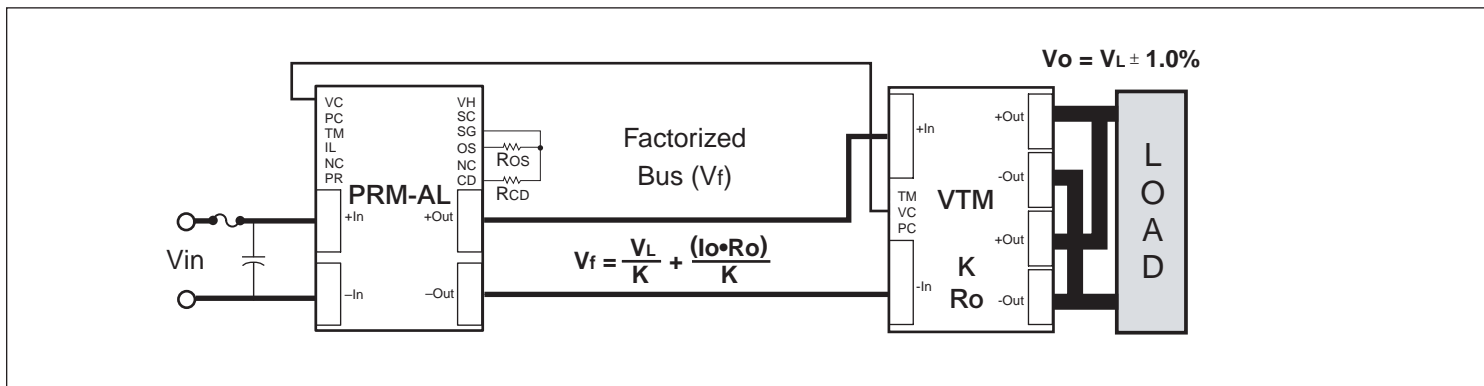 Vo = VL ± 1.0%
VC
PC
TM
IL
NC
PR
VH
SC
SG
OS
NC
CD
ROS
RCD
PRM-AL
+In
–In
+Out
–Out
Vin
Factorized
Bus (Vf)
Vf = VL/K + (Io•Ro)/K
+In
TM
VC
PC
-In
VTM
K
Ro
+Out
-Out
+Out
-Out
LOAD